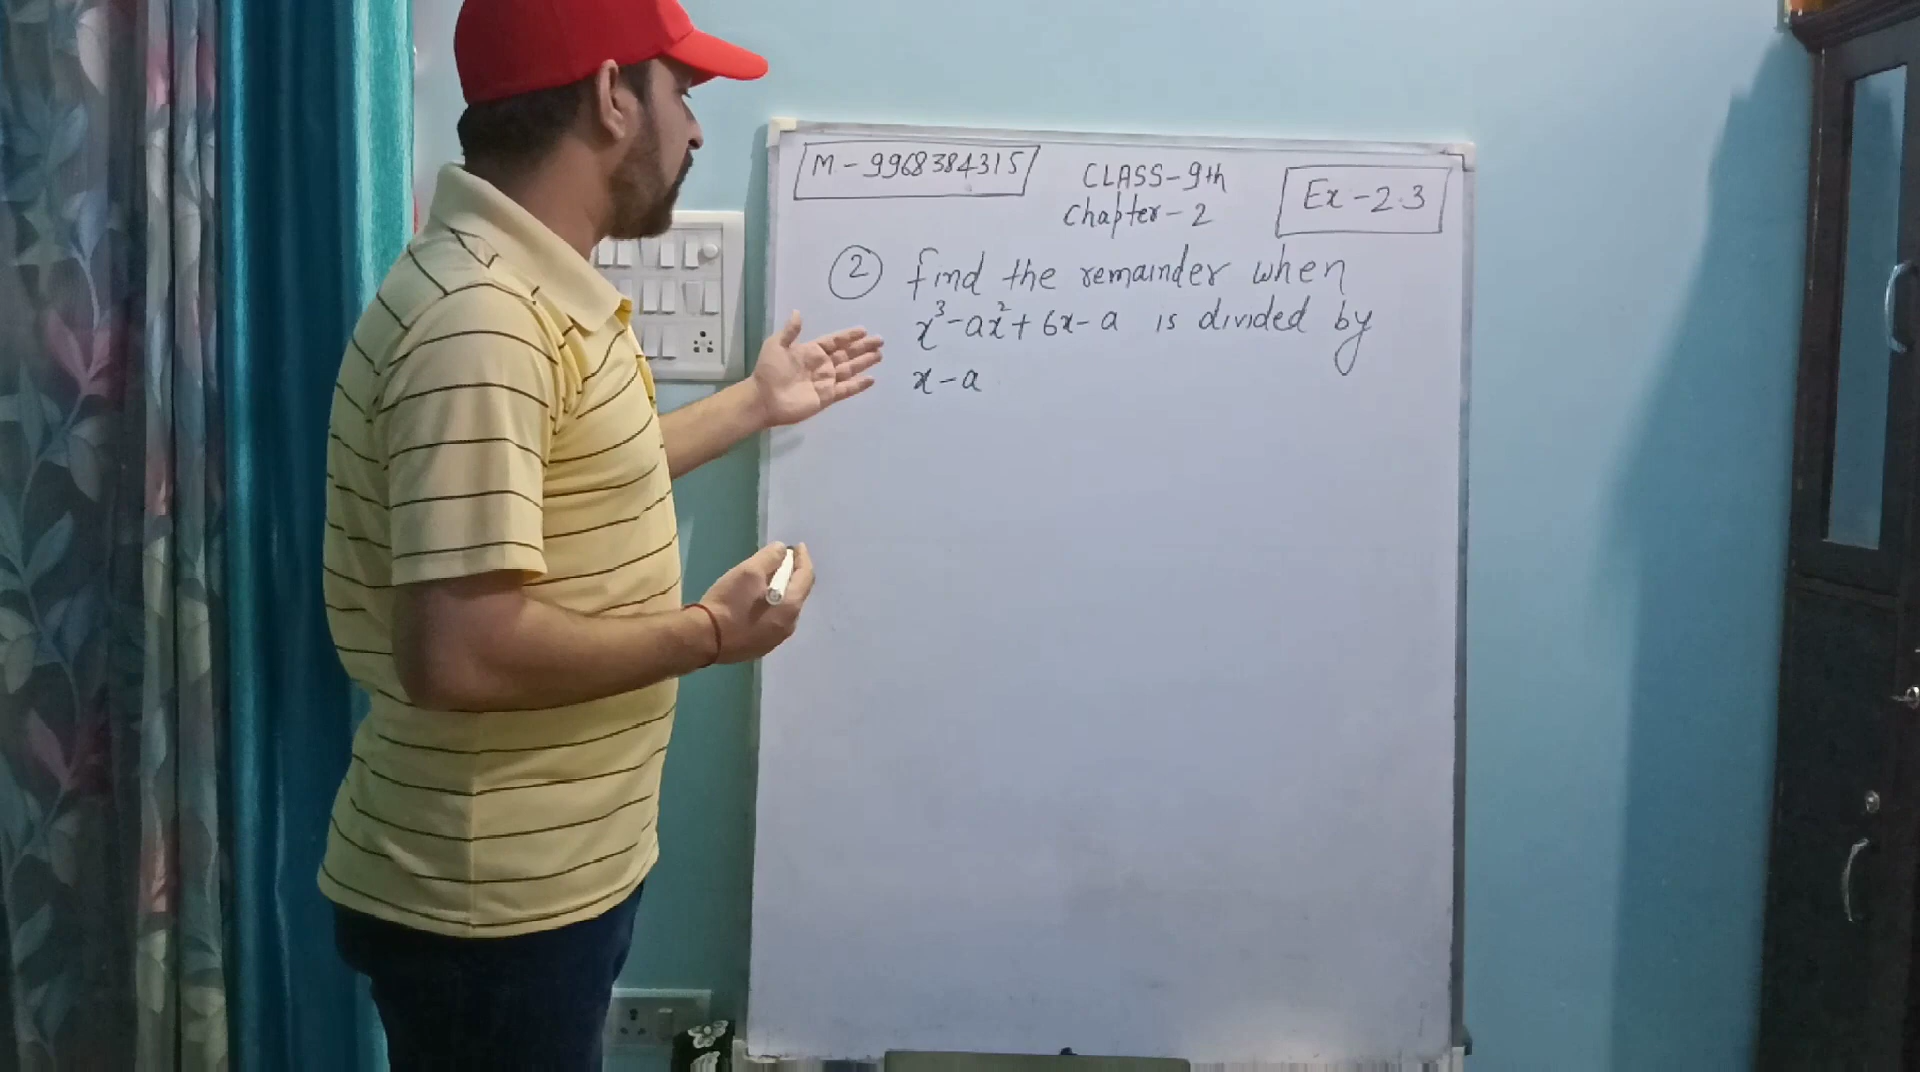 M-9968384315
CLASS-9th
Chapter-2
Ex-2.3
② find the remainder when
x³-ax²+6x-a is divided by
x-a